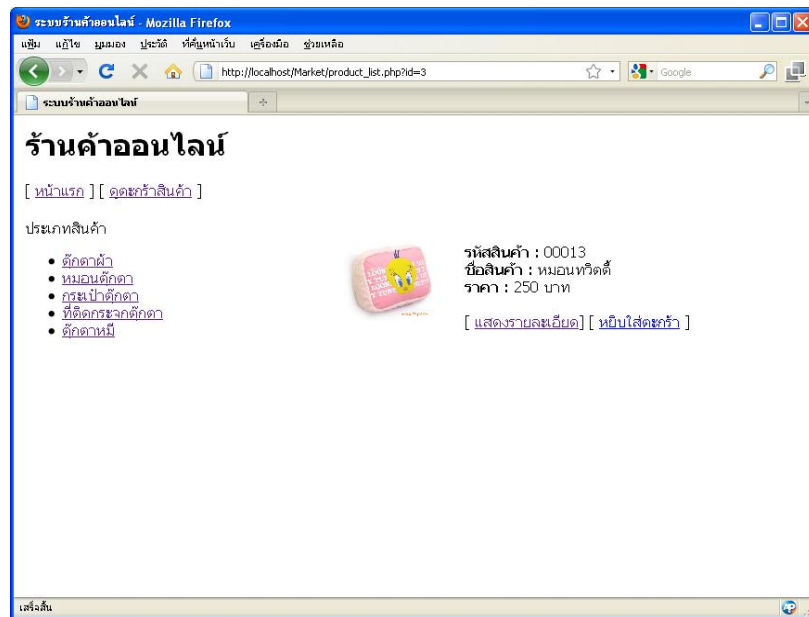 ระบบร้านค้าออนไลน์ - Mozilla Firefox
แฟ้ม แก้ไข มุมมอง ประวัติ ที่คั่นหน้าเว็บ เครื่องมือ ช่วยเหลือ
http://localhost/Market/product_list.php?id=3
Google
ระบบร้านค้าออนไลน์
ร้านค้าออนไลน์
[ หน้าแรก ] [ ดูตะกร้าสินค้า ]
ประเภทสินค้า
ตุ๊กตาผ้า
หมอนตุ๊กตา
กระเป๋าตุ๊กตา
ที่ติดกระจกตุ๊กตา
ตุ๊กตาหมี
รหัสสินค้า : 00013
ชื่อสินค้า : หมอนทวิตตี้
ราคา : 250 บาท
[ แสดงรายละเอียด] [ หยิบใส่ตะกร้า ]
เสร็จสิ้น